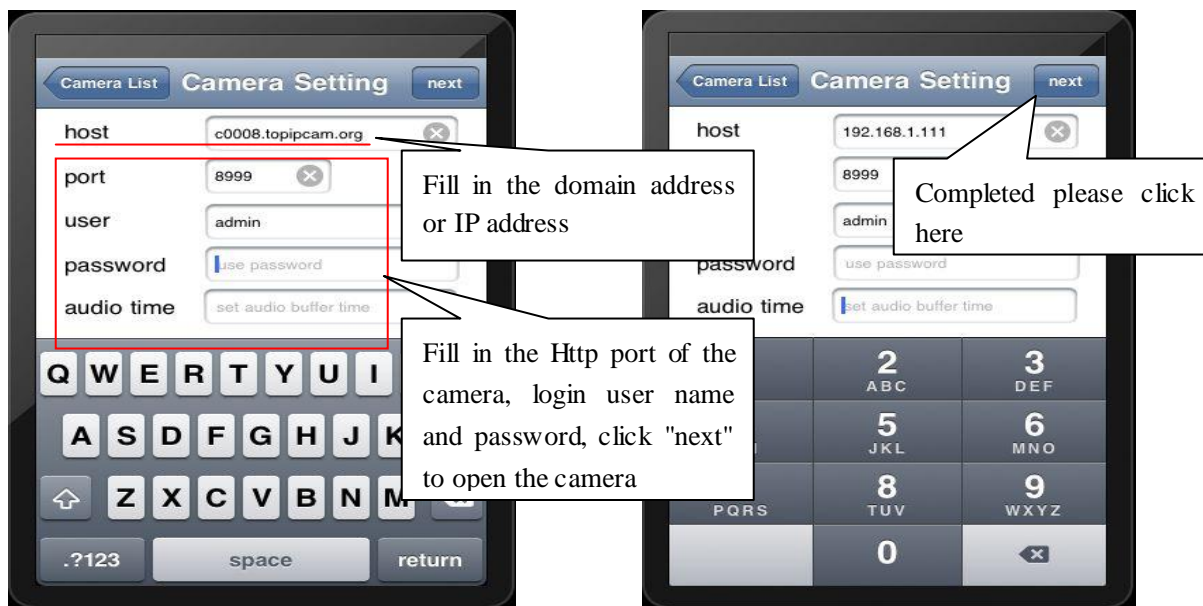 Camera List Camera Setting next
host c0008.topipcam.org
port 8999
user admin
password use password
audio time set audio buffer time
Fill in the domain address
or IP address
Fill in the Http port of the
camera, login user name
and password, click "next"
to open the camera
Q W E R T Y U I
A S D F G H J K
Z X C V B N M
.?123 space return
Camera List Camera Setting next
host 192.168.1.111
8999
admin
password use password
audio time set audio buffer time
Completed please click
here
2 3
ABC DEF
5 6
JKL MNO
8 9
PQRS TUV WXYZ
0